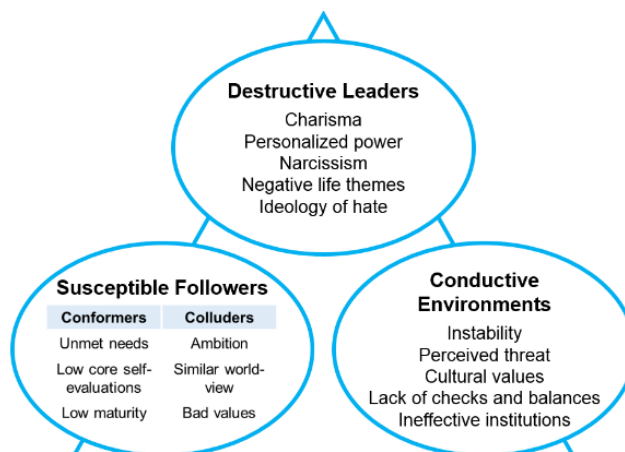 Destructive Leaders
Charisma
Personalized power
Narcissism
Negative life themes
Ideology of hate
Susceptible Followers
Conformers Colluders
Unmet needs Ambition
Low core self- Similar world-
evaluations view
Low maturity Bad values
Conductive
Environments
Instability
Perceived threat
Cultural values
Lack of checks and balances
Ineffective institutions